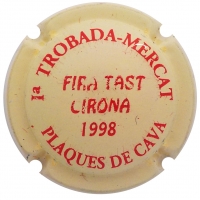 1ª TROBADA-MERCAT
FIRA TAST
GIRONA
1998
PLAQUES DE CAVA